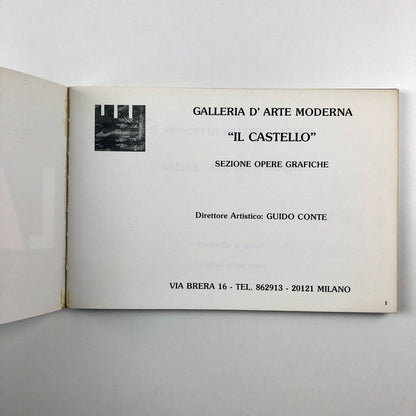 GALLERIA D' ARTE MODERNA
"IL CASTELLO"
SEZIONE OPERE GRAFICHE
Direttore Artistico: GUIDO CONTE
VIA BRERA 16 - TEL. 862913 - 20121 MILANO
1